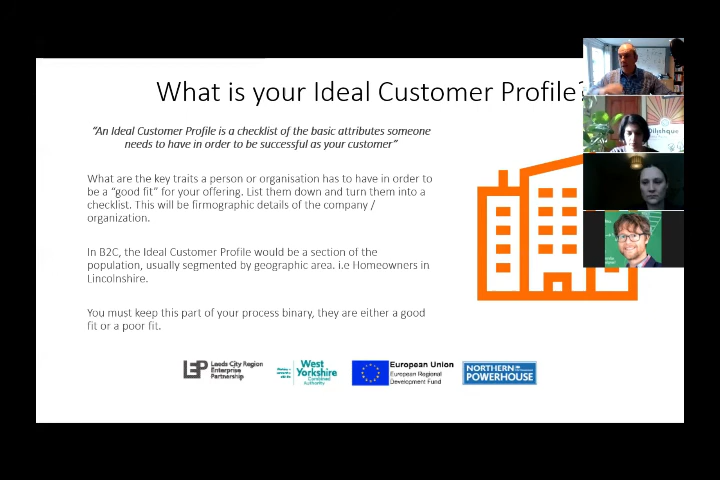 What is your Ideal Customer Profile?
"An Ideal Customer Profile is a checklist of the basic attributes someone
needs to have in order to be successful as your customer"
What are the key traits a person or organisation has to have in order to
be a "good fit" for your offering. List them down and turn them into a
checklist. This will be firmographic details of the company /
organization.
In B2C, the Ideal Customer Profile would be a section of the
population, usually segmented by geographic area. i.e Homeowners in
Lincolnshire.
You must keep this part of your process binary, they are either a good
fit or a poor fit.
LEP
Leeds City Region
Enterprise
Partnership
West
Yorkshire
Combined
Authority
European Union
European Regional
Development Fund
NORTHERN
POWERHOUSE